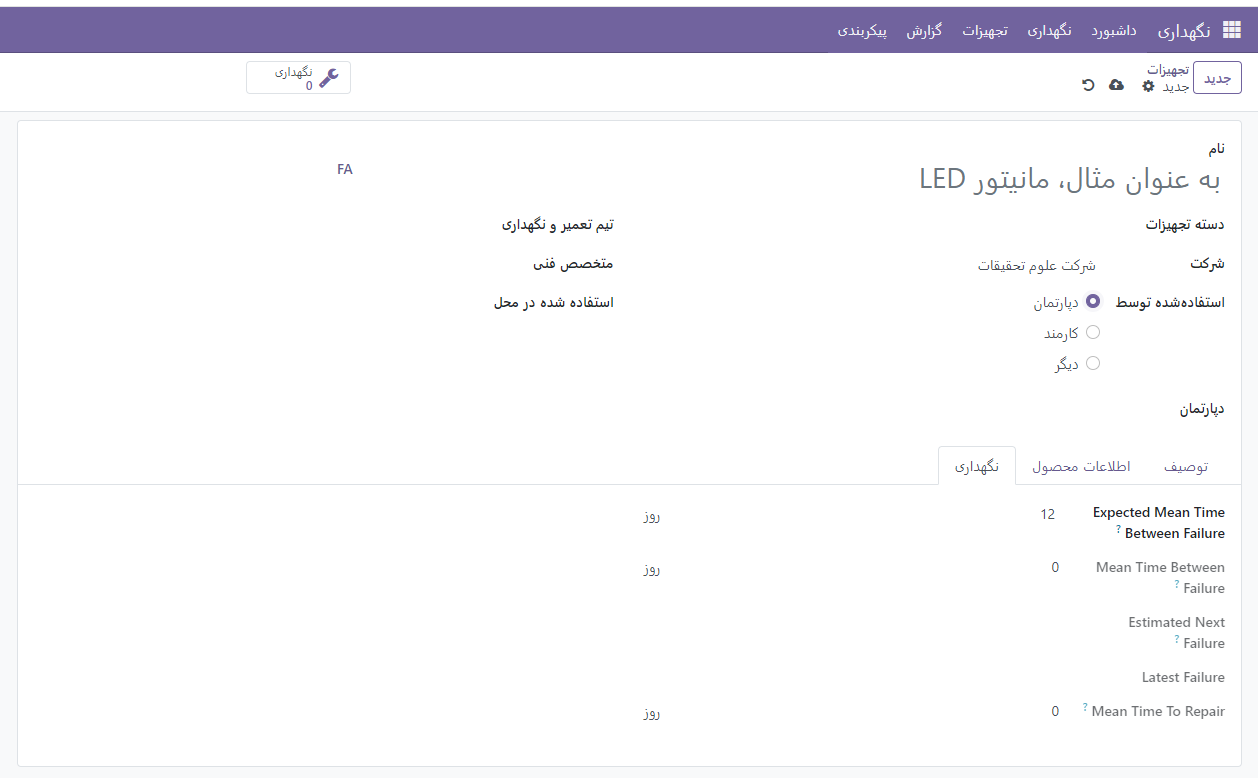 نگهداری داشبورد نگهداری تجهیزات گزارش پیکربندی
جدید
تجهیزات
جدید
نگهداری
0
نام
به عنوان مثال، مانیتور LED
FA
دسته تجهیزات
شرکت شرکت علوم تحقیقات
استفاده‌شده توسط دپارتمان
کارمند
دیگر
دپارتمان
تیم تعمیر و نگهداری
متخصص فنی
استفاده شده در محل
توصیف اطلاعات محصول نگهداری
Expected Mean Time
Between Failure ? 12 روز
Mean Time Between
Failure ? 0 روز
Estimated Next
Failure ?
Latest Failure
Mean Time To Repair ? 0 روز